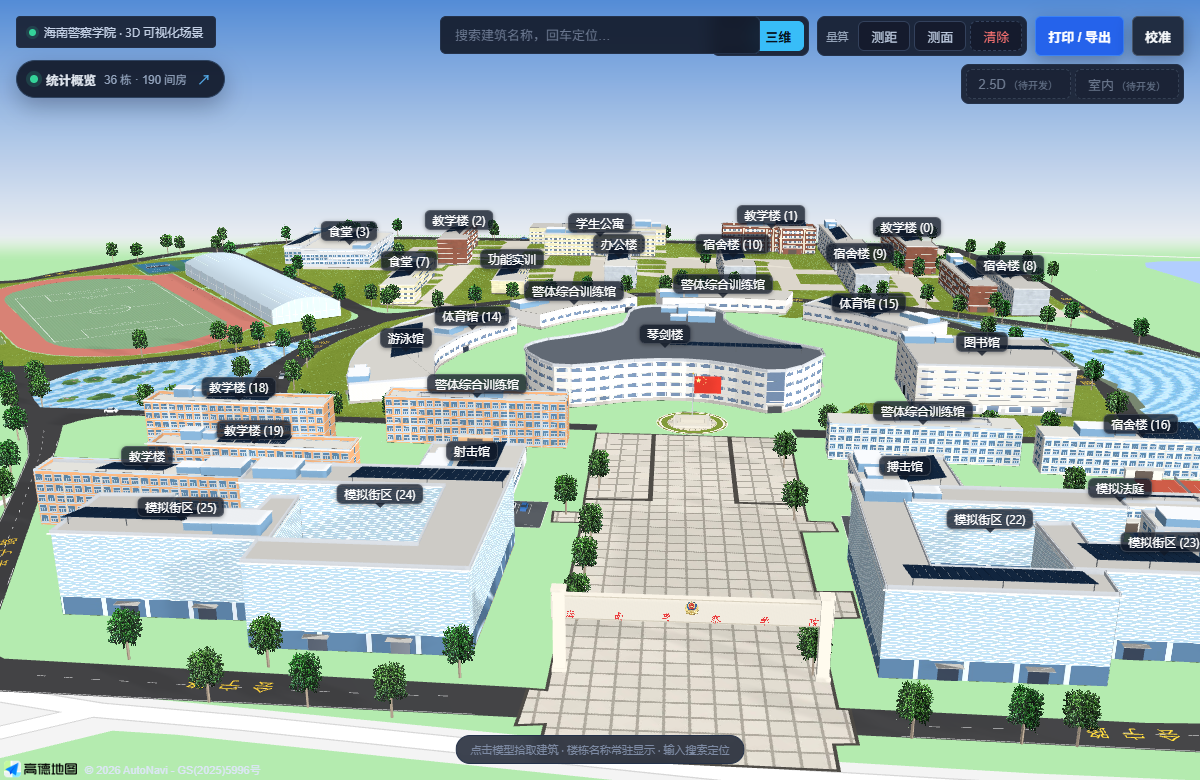 海南警察学院 · 3D 可视化场景
搜索建筑名称，回车定位…
三维
量算
测距
测面
清除
打印 / 导出
校准
统计概览 36 栋 · 190 间房 ↗
2.5D （待开发）
室内 （待开发）
教学楼 (1)
教学楼 (2)
学生公寓
教学楼 (0)
食堂 (3)
办公楼
宿舍楼 (10)
宿舍楼 (9)
食堂 (7)
功能实训
宿舍楼 (8)
警体综合训练馆
警体综合训练馆
体育馆 (15)
体育馆 (14)
游泳馆
琴剑楼
图书馆
教学楼 (18)
警体综合训练馆
警体综合训练馆
宿舍楼 (16)
教学楼 (19)
教学楼
射击馆
搏击馆
模拟法庭
模拟街区 (24)
模拟街区 (25)
模拟街区 (22)
模拟街区 (23)
点击模型拾取建筑 · 楼栋名称常驻显示 · 输入搜索定位
高德地图 © 2026 AutoNavi - GS(2025)5996号